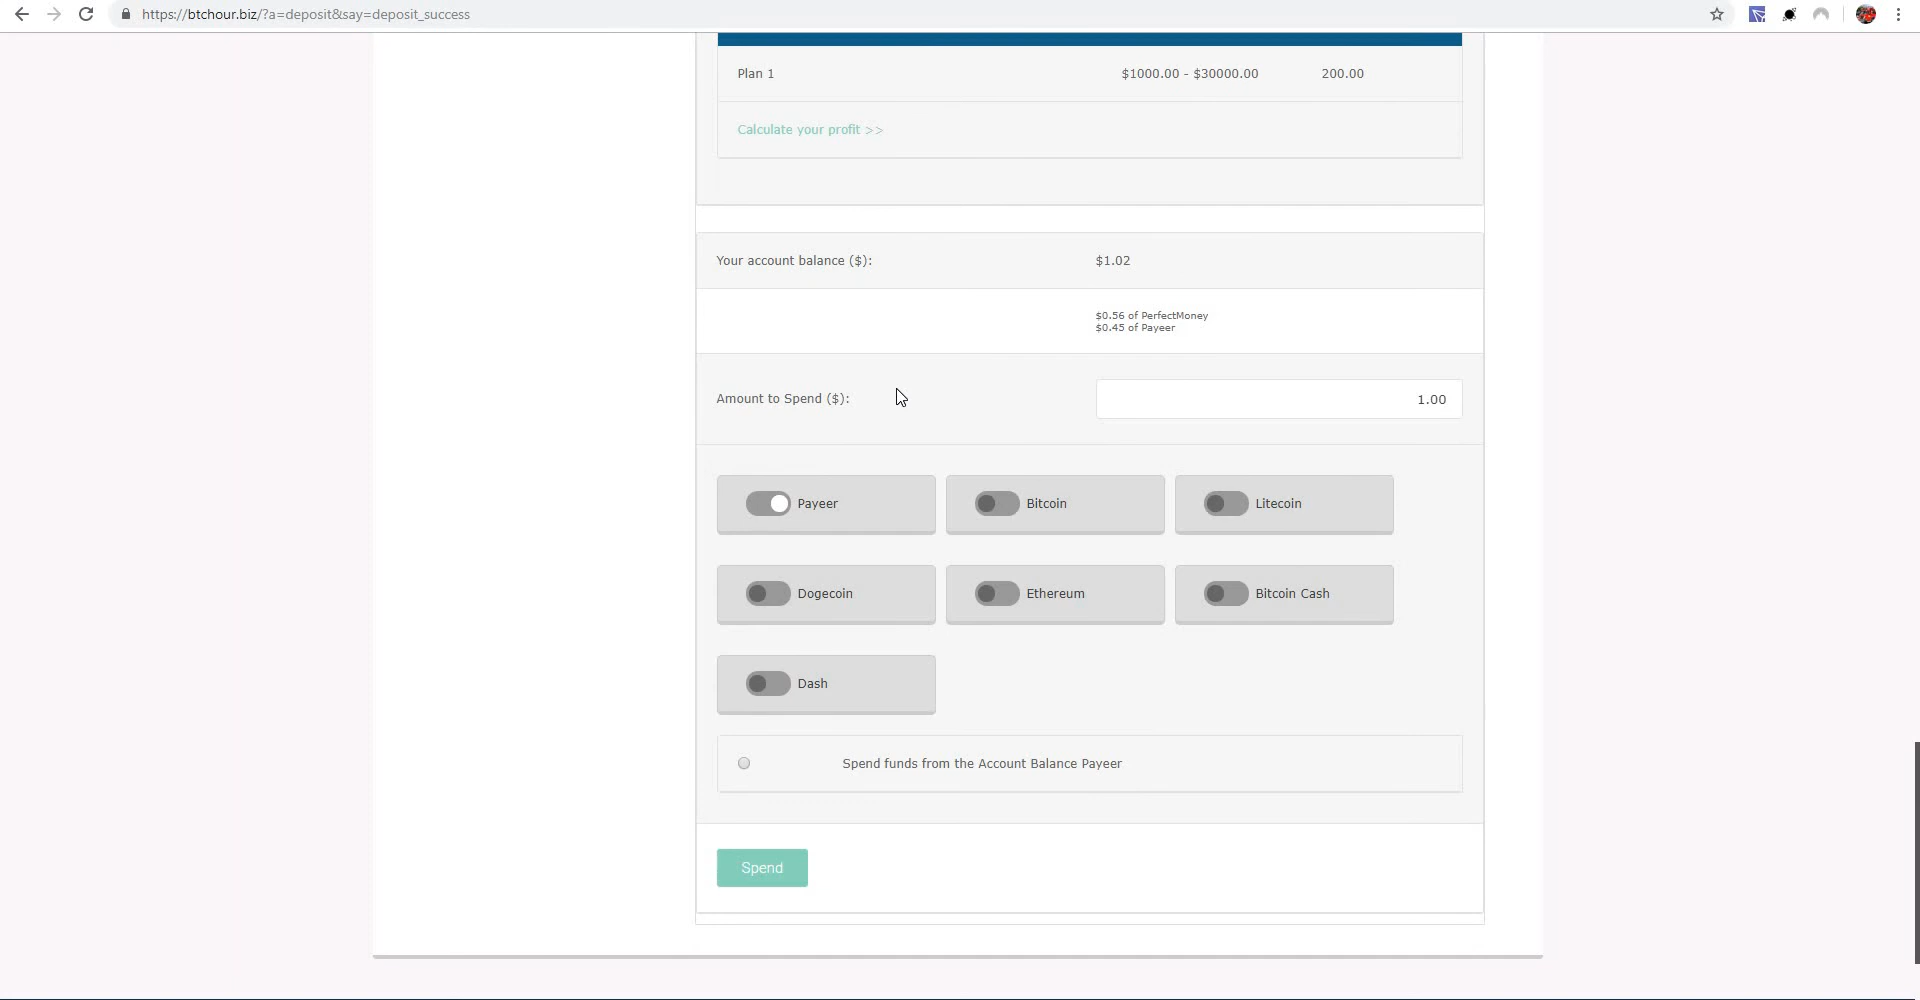 https://btchour.biz/?a=deposit&say=deposit_success
Plan 1 $1000.00 - $30000.00 200.00
Calculate your profit >>
Your account balance ($): $1.02
$0.56 of PerfectMoney
$0.45 of Payeer
Amount to Spend ($): 1.00
Payeer Bitcoin Litecoin
Dogecoin Ethereum Bitcoin Cash
Dash
Spend funds from the Account Balance Payeer
Spend